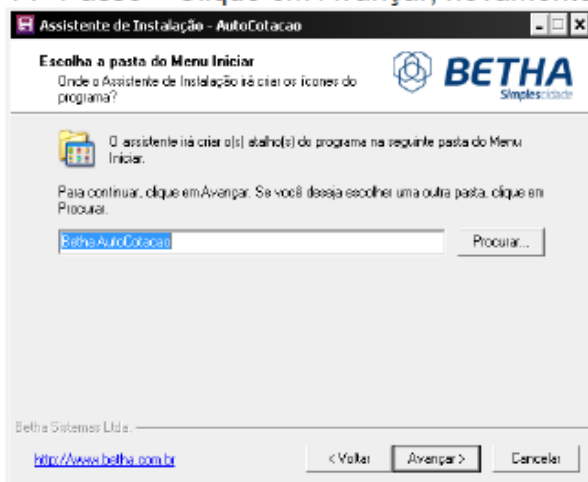 Assistente de Instalação - AutoCotacao
Escolha a pasta do Menu Iniciar
Onde o Assistente de Instalação irá criar os ícones do
programa?
BETHA
Simplescidade
O assistente irá criar o(s) atalho(s) do programa na seguinte pasta do Menu
Iniciar.
Para continuar, clique em Avançar. Se você deseja escolher uma outra pasta, clique em
Procurar.
Betha AutoCotacao
Procurar...
Betha Sistemas Ltda.
http://www.betha.com.br
< Voltar
Avançar >
Cancelar